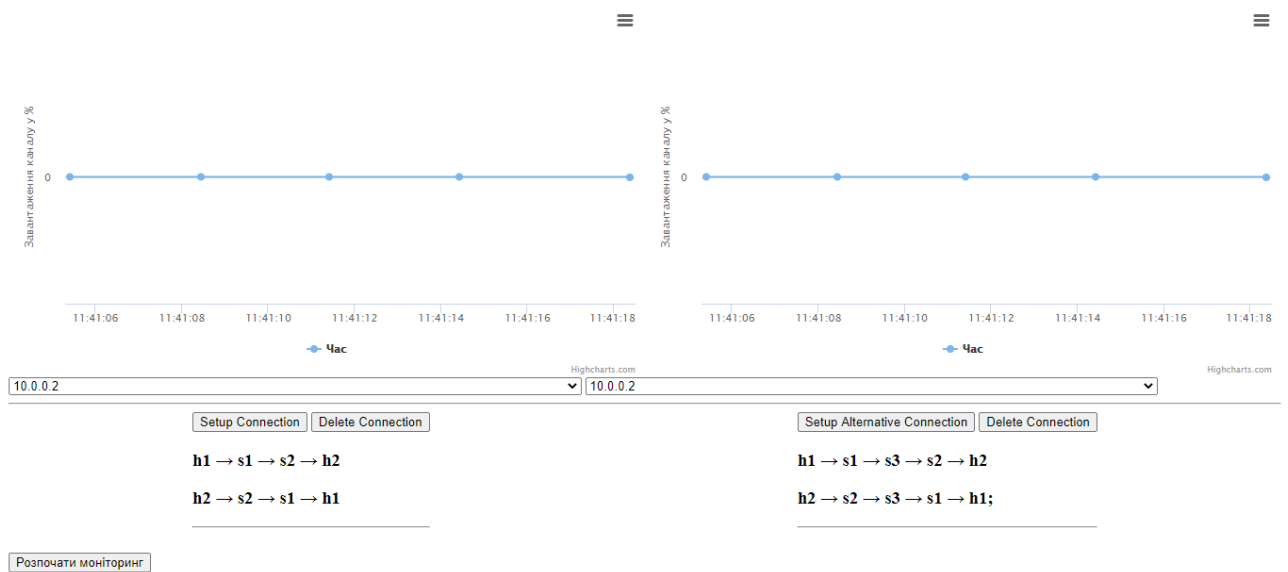 Завантаження каналу у %
0
11:41:06 11:41:08 11:41:10 11:41:12 11:41:14 11:41:16 11:41:18
Час
Highcharts.com
Завантаження каналу у %
0
11:41:06 11:41:08 11:41:10 11:41:12 11:41:14 11:41:16 11:41:18
Час
Highcharts.com
10.0.0.2
10.0.0.2
Setup Connection Delete Connection
h1 → s1 → s2 → h2
h2 → s2 → s1 → h1
Setup Alternative Connection Delete Connection
h1 → s1 → s3 → s2 → h2
h2 → s2 → s3 → s1 → h1;
Розпочати моніторинг